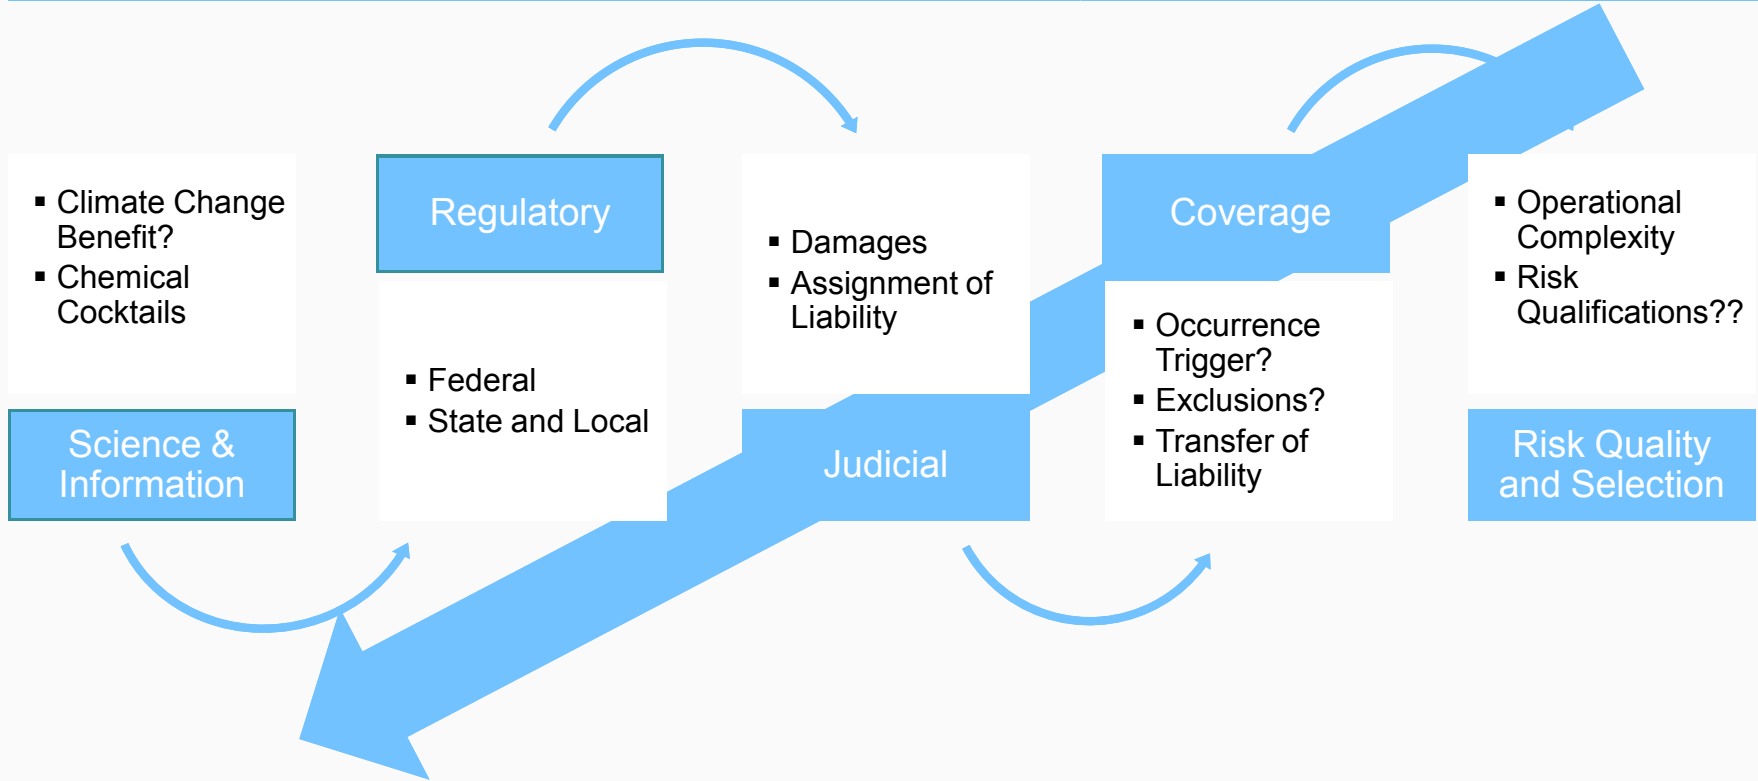 ▪ Climate Change
Benefit?
▪ Chemical
Cocktails
Science &
Information
Regulatory
▪ Federal
▪ State and Local
▪ Damages
▪ Assignment of
Liability
Judicial
Coverage
▪ Occurrence
Trigger?
▪ Exclusions?
▪ Transfer of
Liability
▪ Operational
Complexity
▪ Risk
Qualifications??
Risk Quality
and Selection